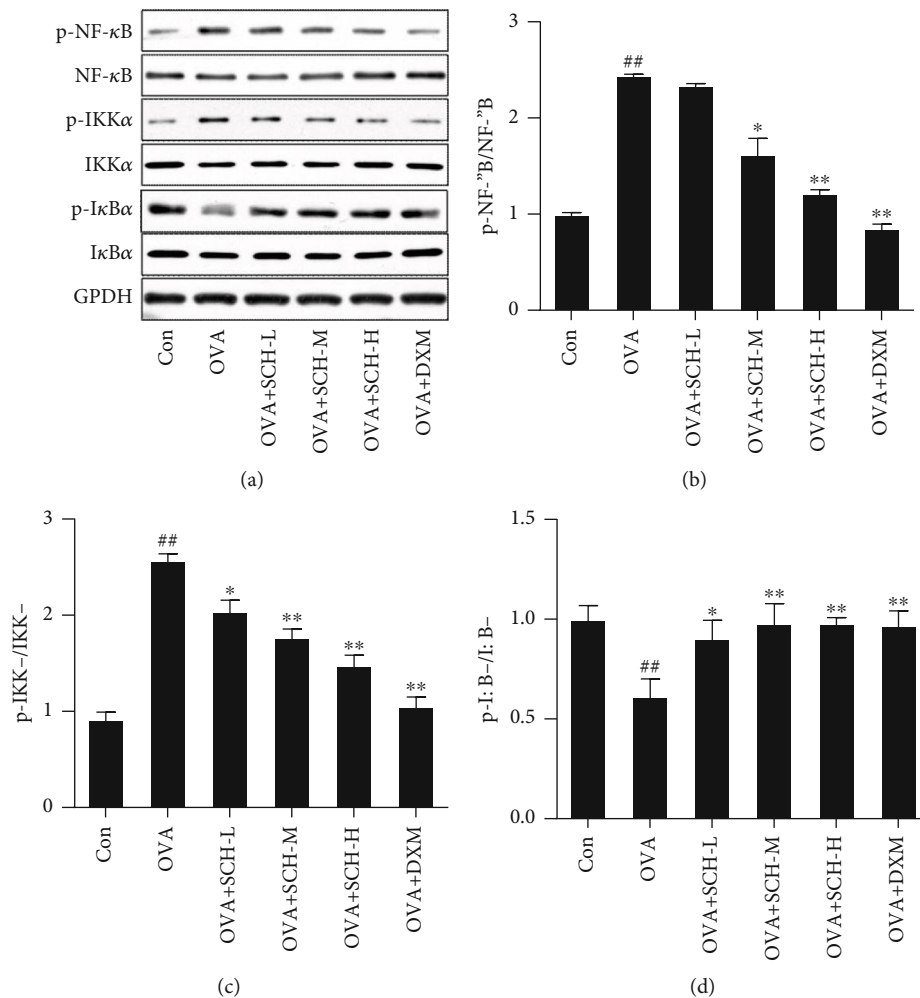 p-NF-κB
NF-κB
p-IKKα
IKKα
p-IκBα
IκBα
GPDH
Con
OVA
OVA+SCH-L
OVA+SCH-M
OVA+SCH-H
OVA+DXM
(a)
p-NF-”B/NF-”B
3
2
1
0
##
*
**
**
Con
OVA
OVA+SCH-L
OVA+SCH-M
OVA+SCH-H
OVA+DXM
(b)
p-IKK–/IKK–
3
2
1
0
##
*
**
**
**
Con
OVA
OVA+SCH-L
OVA+SCH-M
OVA+SCH-H
OVA+DXM
(c)
p-I: B–/I: B–
1.5
1.0
0.5
0.0
##
*
**
**
**
Con
OVA
OVA+SCH-L
OVA+SCH-M
OVA+SCH-H
OVA+DXM
(d)